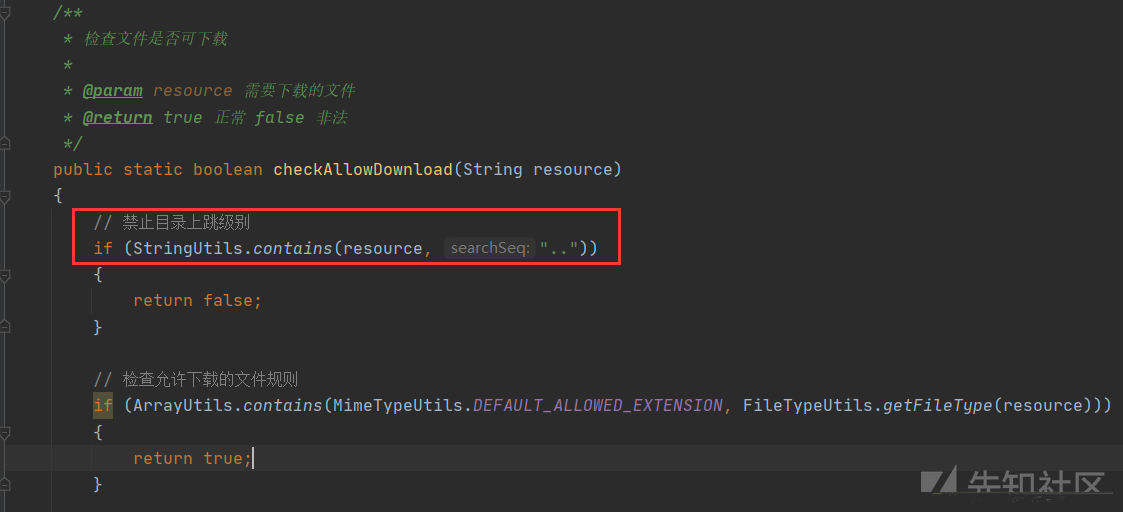 /**
 * 检查文件是否可下载
 *
 * @param resource 需要下载的文件
 * @return true 正常 false 非法
 */
public static boolean checkAllowDownload(String resource)
{
    // 禁止目录上跳级别
    if (StringUtils.contains(resource, searchSeq: ".."))
    {
        return false;
    }

    // 检查允许下载的文件规则
    if (ArrayUtils.contains(MimeTypeUtils.DEFAULT_ALLOWED_EXTENSION, FileTypeUtils.getFileType(resource)))
    {
        return true;
    }
先知社区